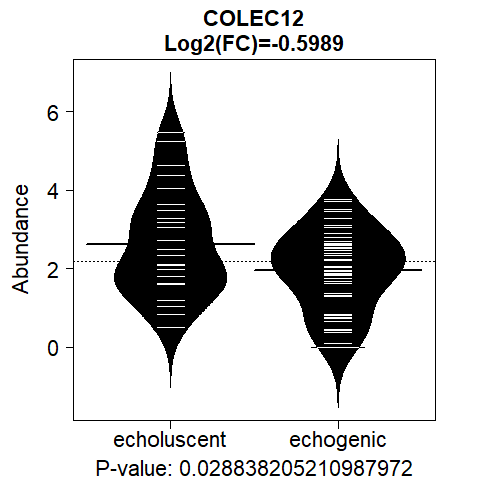 COLEC12
Log2(FC)=-0.5989
Abundance
6
4
2
0
echoluscent echogenic
P-value: 0.028838205210987972